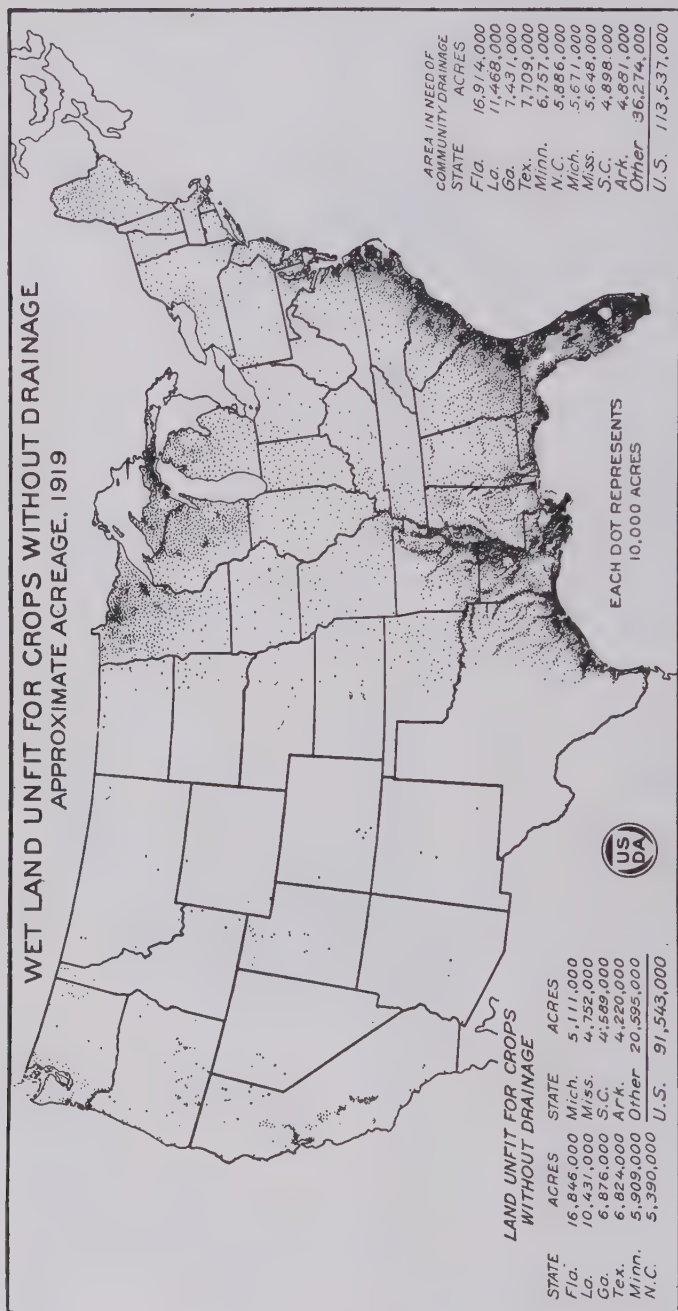 WET LAND UNFIT FOR CROPS WITHOUT DRAINAGE
APPROXIMATE ACREAGE, 1919
LAND UNFIT FOR CROPS
WITHOUT DRAINAGE
STATE ACRES STATE ACRES
Fla. 16,846,000 Mich. 5,111,000
La. 10,431,000 Miss. 4,752,000
Ga. 6,876,000 S.C. 4,589,000
Tex. 6,824,000 Ark. 4,220,000
Minn. 5,909,000 Other 20,595,000
N.C. 5,390,000 U.S. 91,543,000
US
DA
EACH DOT REPRESENTS
10,000 ACRES
AREA IN NEED OF
COMMUNITY DRAINAGE
STATE ACRES
Fla. 16,914,000
La. 11,468,000
Ga. 7,431,000
Tex. 7,709,000
Minn. 6,757,000
N.C. 5,886,000
Mich. 5,671,000
Miss. 5,648,000
S.C. 4,898,000
Ark. 4,881,000
Other 36,274,000
U.S. 113,537,000